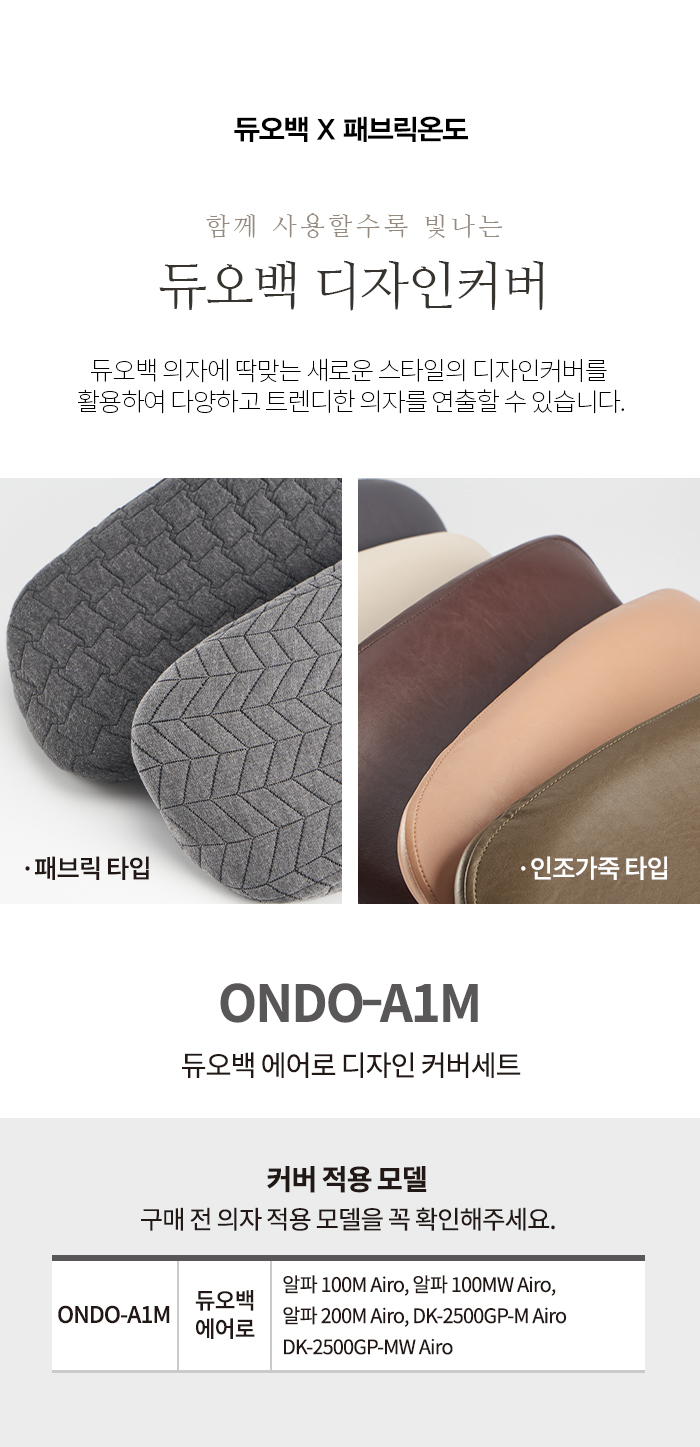 듀오백 X 패브릭온도
함께 사용할수록 빛나는
듀오백 디자인커버
듀오백 의자에 딱맞는 새로운 스타일의 디자인커버를
활용하여 다양하고 트렌디한 의자를 연출할 수 있습니다.
· 패브릭 타입
· 인조가죽 타입
ONDO-A1M
듀오백 에어로 디자인 커버세트
커버 적용 모델
구매 전 의자 적용 모델을 꼭 확인해주세요.
ONDO-A1M
듀오백
에어로
알파 100M Airo, 알파 100MW Airo,
알파 200M Airo, DK-2500GP-M Airo
DK-2500GP-MW Airo